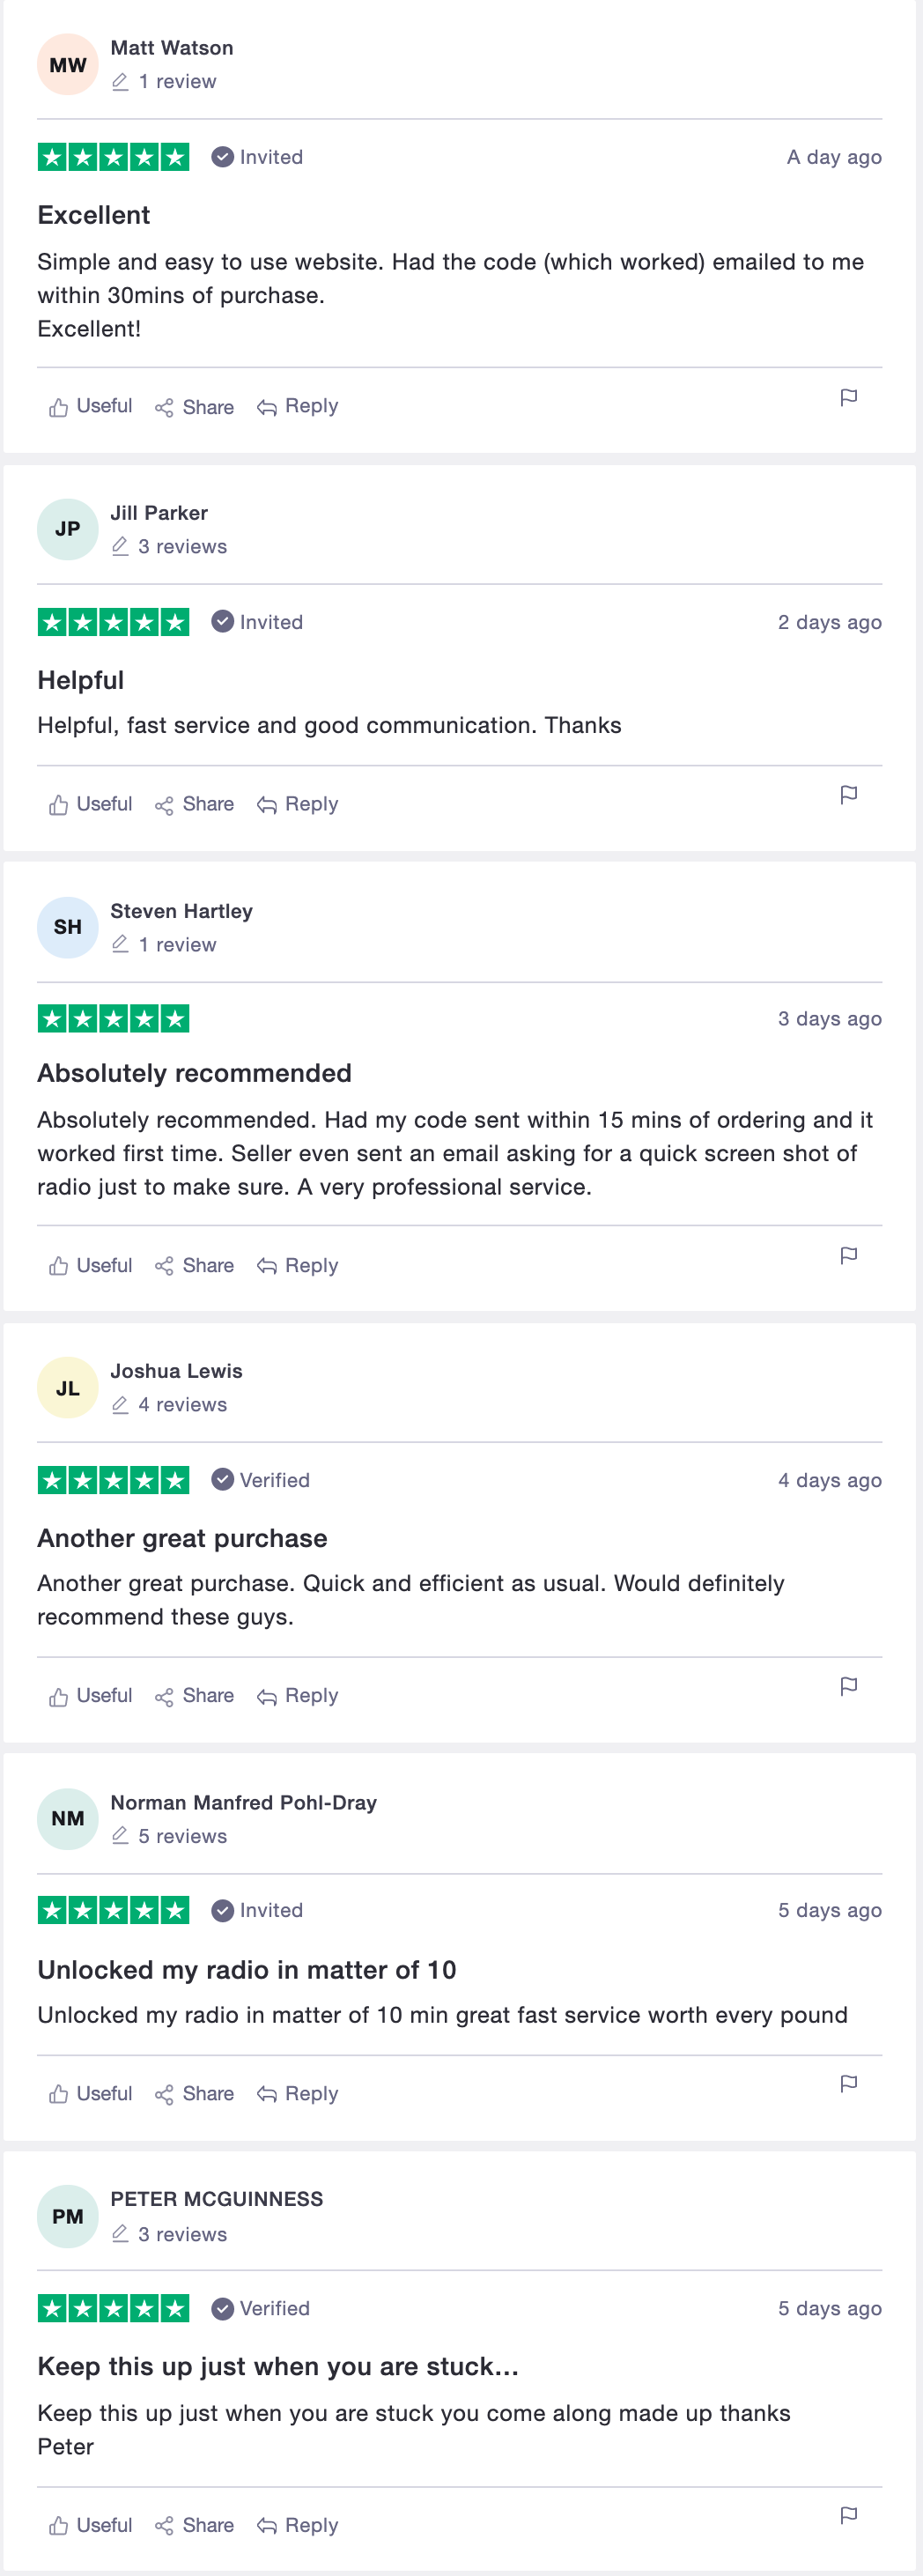 MW
Matt Watson
1 review
Invited
A day ago
Excellent
Simple and easy to use website. Had the code (which worked) emailed to me
within 30mins of purchase.
Excellent!
Useful Share Reply
JP
Jill Parker
3 reviews
Invited
2 days ago
Helpful
Helpful, fast service and good communication. Thanks
Useful Share Reply
SH
Steven Hartley
1 review
3 days ago
Absolutely recommended
Absolutely recommended. Had my code sent within 15 mins of ordering and it
worked first time. Seller even sent an email asking for a quick screen shot of
radio just to make sure. A very professional service.
Useful Share Reply
JL
Joshua Lewis
4 reviews
Verified
4 days ago
Another great purchase
Another great purchase. Quick and efficient as usual. Would definitely
recommend these guys.
Useful Share Reply
NM
Norman Manfred Pohl-Dray
5 reviews
Invited
5 days ago
Unlocked my radio in matter of 10
Unlocked my radio in matter of 10 min great fast service worth every pound
Useful Share Reply
PM
PETER MCGUINNESS
3 reviews
Verified
5 days ago
Keep this up just when you are stuck...
Keep this up just when you are stuck you come along made up thanks
Peter
Useful Share Reply